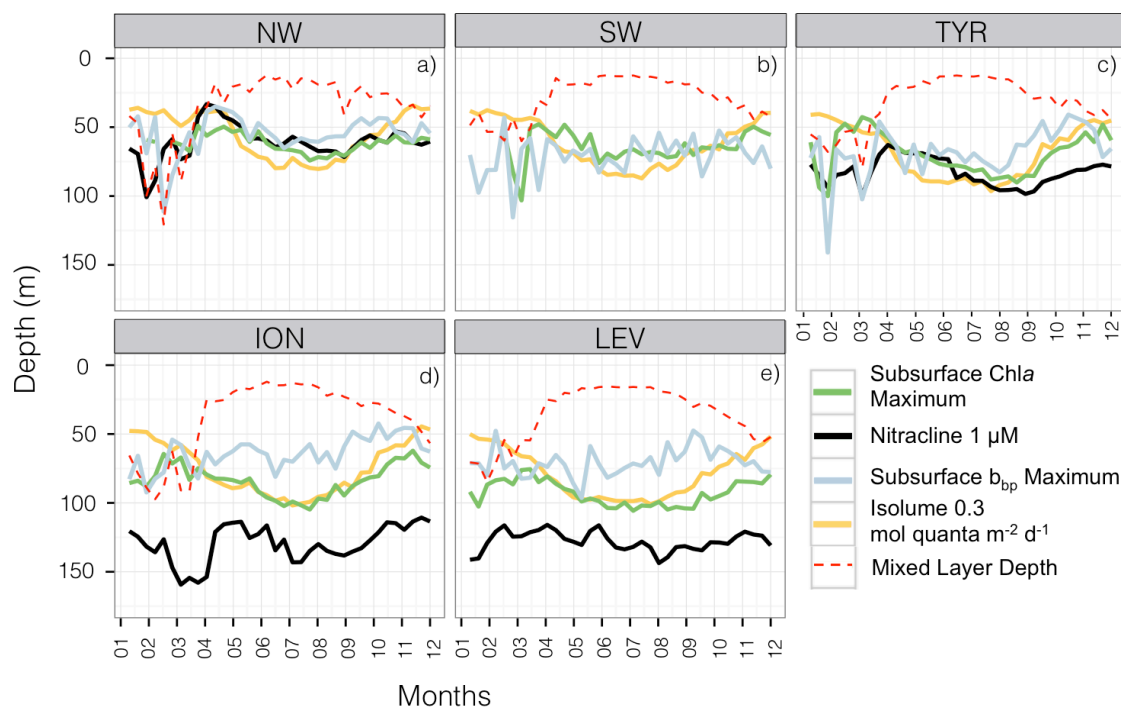 NW
SW
TYR
a)
b)
c)
0
50
100
150
01 02 03 04 05 06 07 08 09 10 11 12
ION
LEV
d)
e)
0
50
100
150
01 02 03 04 05 06 07 08 09 10 11 12
01 02 03 04 05 06 07 08 09 10 11 12
Depth (m)
Months
Subsurface Chla
Maximum
Nitracline 1 µM
Subsurface bbp Maximum
Isolume 0.3
mol quanta m⁻² d⁻¹
Mixed Layer Depth